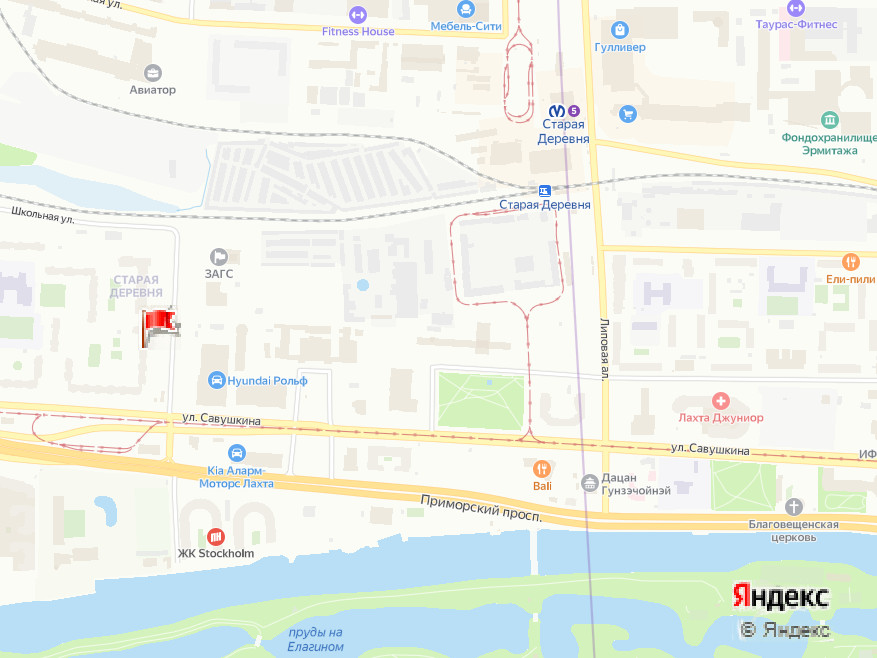 ая ул.
Fitness House
Мебель-Сити
Гулливер
Таурас-Фитнес
Авиатор
5
Старая
Деревня
Фондохранилище
Эрмитажа
Старая Деревня
Школьная ул.
ЗАГС
СТАРАЯ
ДЕРЕВНЯ
Ели-пили
Липовая ал.
Hyundai Рольф
Лахта Джуниор
ул. Савушкина
ул. Савушкина
ИФ
Kia Аларм-
Моторс Лахта
Bali
Дацан
Гунзэчойнэй
Приморский просп.
Благовещенская
церковь
ЖК Stockholm
Яндекс
© Яндекс
пруды на
Елагином